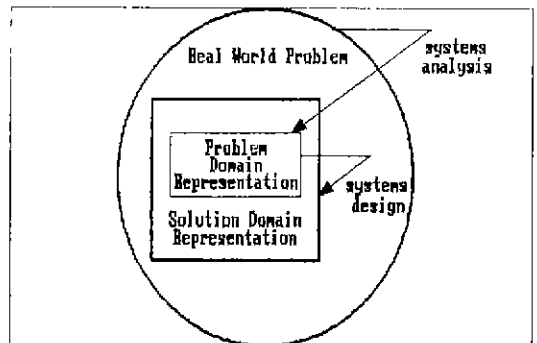 Real World Problem
systems
analysis
Problem
Domain
Representation
systems
design
Solution Domain
Representation